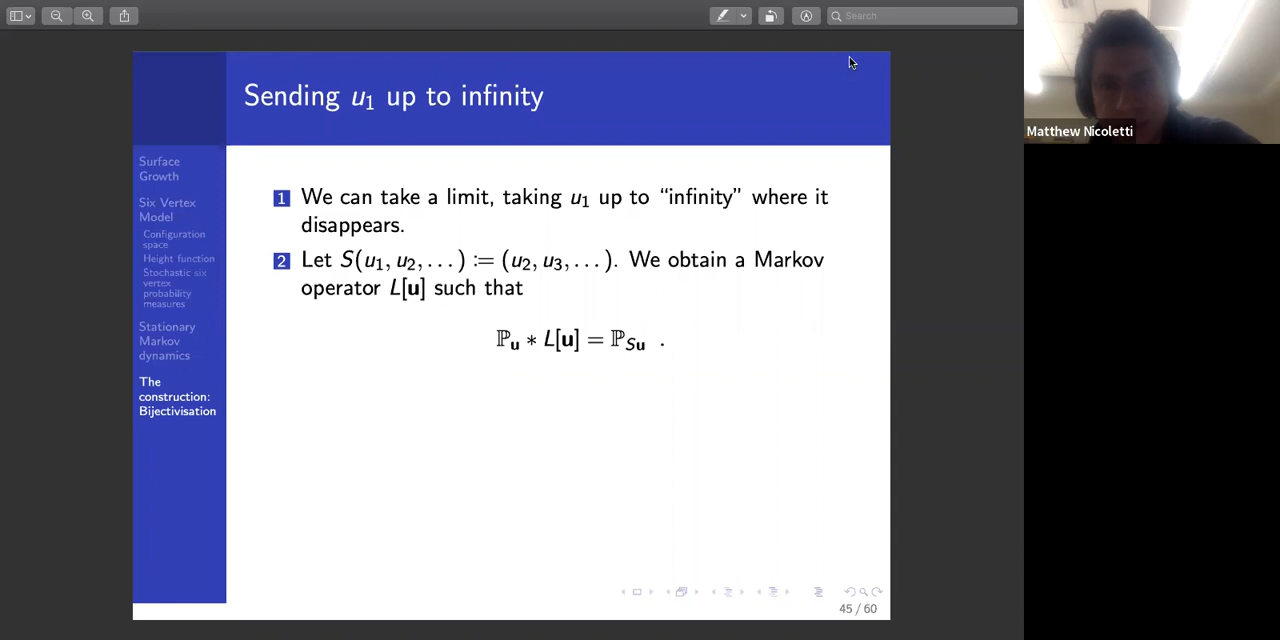 Search
Sending u₁ up to infinity
Surface
Growth
Six Vertex
Model
Configuration
space
Height function
Stochastic six
vertex
probability
measures
Stationary
Markov
dynamics
The
construction:
Bijectivisation
1 We can take a limit, taking u₁ up to “infinity” where it
disappears.
2 Let S(u₁, u₂, . . . ) := (u₂, u₃, . . . ). We obtain a Markov
operator L[𝐮] such that
ℙ_𝐮 ∗ L[𝐮] = ℙ_S𝐮 .
45 / 60
Matthew Nicoletti